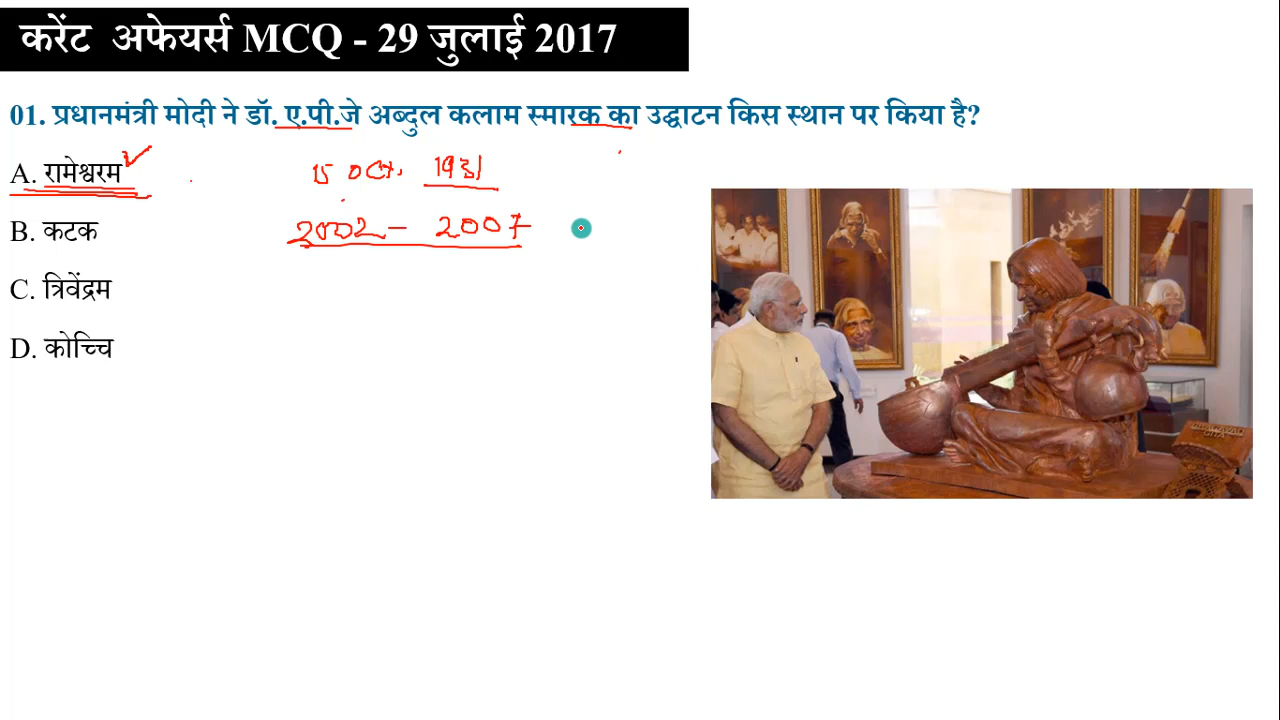 करेंट अफेयर्स MCQ - 29 जुलाई 2017
01. प्रधानमंत्री मोदी ने डॉ. ए.पी.जे अब्दुल कलाम स्मारक का उद्घाटन किस स्थान पर किया है?
A. रामेश्वरम
15 Oct. 1931
B. कटक
2002 - 2007
C. त्रिवेंद्रम
D. कोच्चि